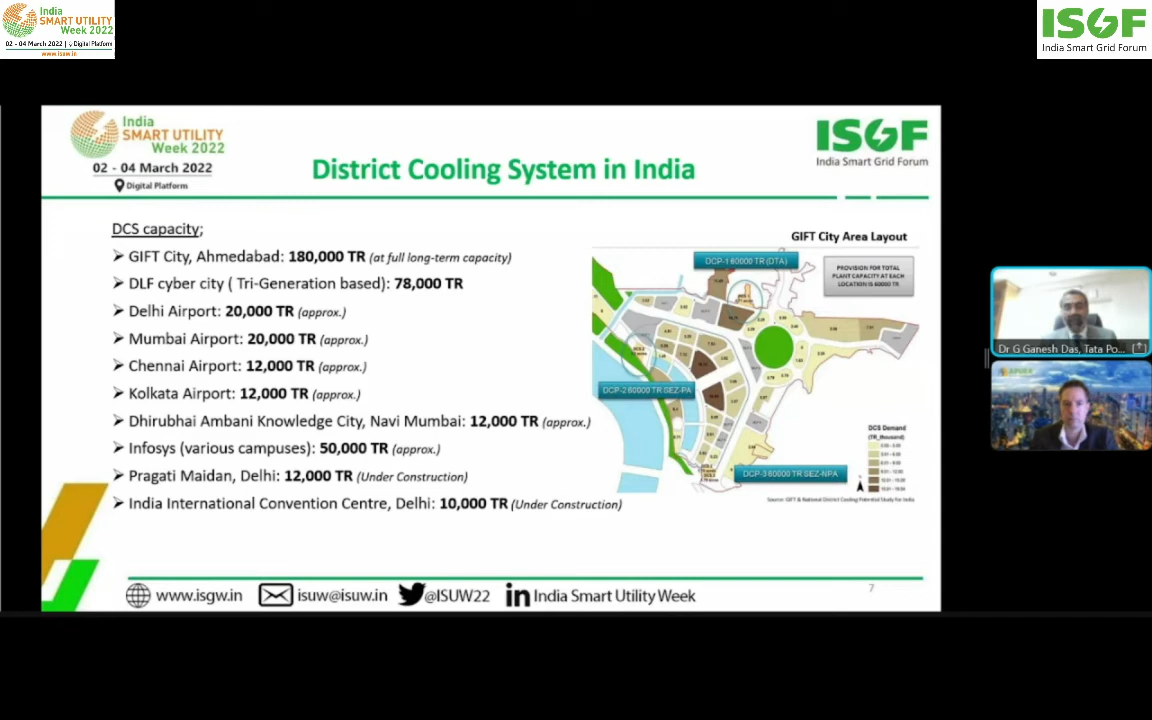 India
SMART UTILITY
Week 2022
02 - 04 March 2022 | Digital Platform
www.isuw.in
ISGF
India Smart Grid Forum
India
SMART UTILITY
Week 2022
02 - 04 March 2022
Digital Platform
District Cooling System in India
ISGF
India Smart Grid Forum
DCS capacity;
➢ GIFT City, Ahmedabad: 180,000 TR (at full long-term capacity)
➢ DLF cyber city ( Tri-Generation based): 78,000 TR
➢ Delhi Airport: 20,000 TR (approx.)
➢ Mumbai Airport: 20,000 TR (approx.)
➢ Chennai Airport: 12,000 TR (approx.)
➢ Kolkata Airport: 12,000 TR (approx.)
➢ Dhirubhai Ambani Knowledge City, Navi Mumbai: 12,000 TR (approx.)
➢ Infosys (various campuses): 50,000 TR (approx.)
➢ Pragati Maidan, Delhi: 12,000 TR (Under Construction)
➢ India International Convention Centre, Delhi: 10,000 TR (Under Construction)
GIFT City Area Layout
DCP-1 60000 TR (DTA)
PROVISION FOR TOTAL
PLANT CAPACITY AT EACH
LOCATION IS 60000 TR
DCP-2 60000 TR SEZ-PA
DCP-3 60000 TR SEZ-NPA
DCS Demand
(TR_thousand)
Source: GIFT & National District Cooling Potential Study for India
www.isgw.in
isuw@isuw.in
@ISUW22
India Smart Utility Week
7
Dr G Ganesh Das, Tata Po...